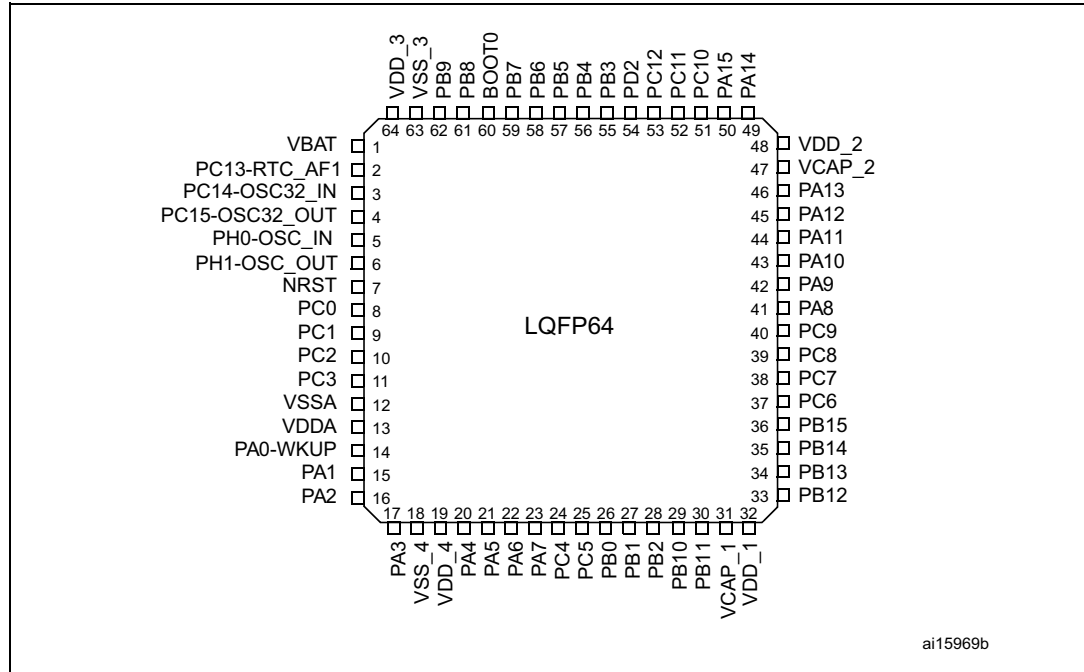 VDD_3 VSS_3 PB9 PB8 BOOT0 PB7 PB6 PB5 PB4 PB3 PD2 PC12 PC11 PC10 PA15 PA14
64 63 62 61 60 59 58 57 56 55 54 53 52 51 50 49
VBAT 1 48 VDD_2
PC13-RTC_AF1 2 47 VCAP_2
PC14-OSC32_IN 3 46 PA13
PC15-OSC32_OUT 4 45 PA12
PH0-OSC_IN 5 44 PA11
PH1-OSC_OUT 6 43 PA10
NRST 7 42 PA9
PC0 8 41 PA8
LQFP64
PC1 9 40 PC9
PC2 10 39 PC8
PC3 11 38 PC7
VSSA 12 37 PC6
VDDA 13 36 PB15
PA0-WKUP 14 35 PB14
PA1 15 34 PB13
PA2 16 33 PB12
17 18 19 20 21 22 23 24 25 26 27 28 29 30 31 32
PA3 VSS_4 VDD_4 PA4 PA5 PA6 PA7 PC4 PC5 PB0 PB1 PB2 PB10 PB11 VCAP_1 VDD_1
ai15969b